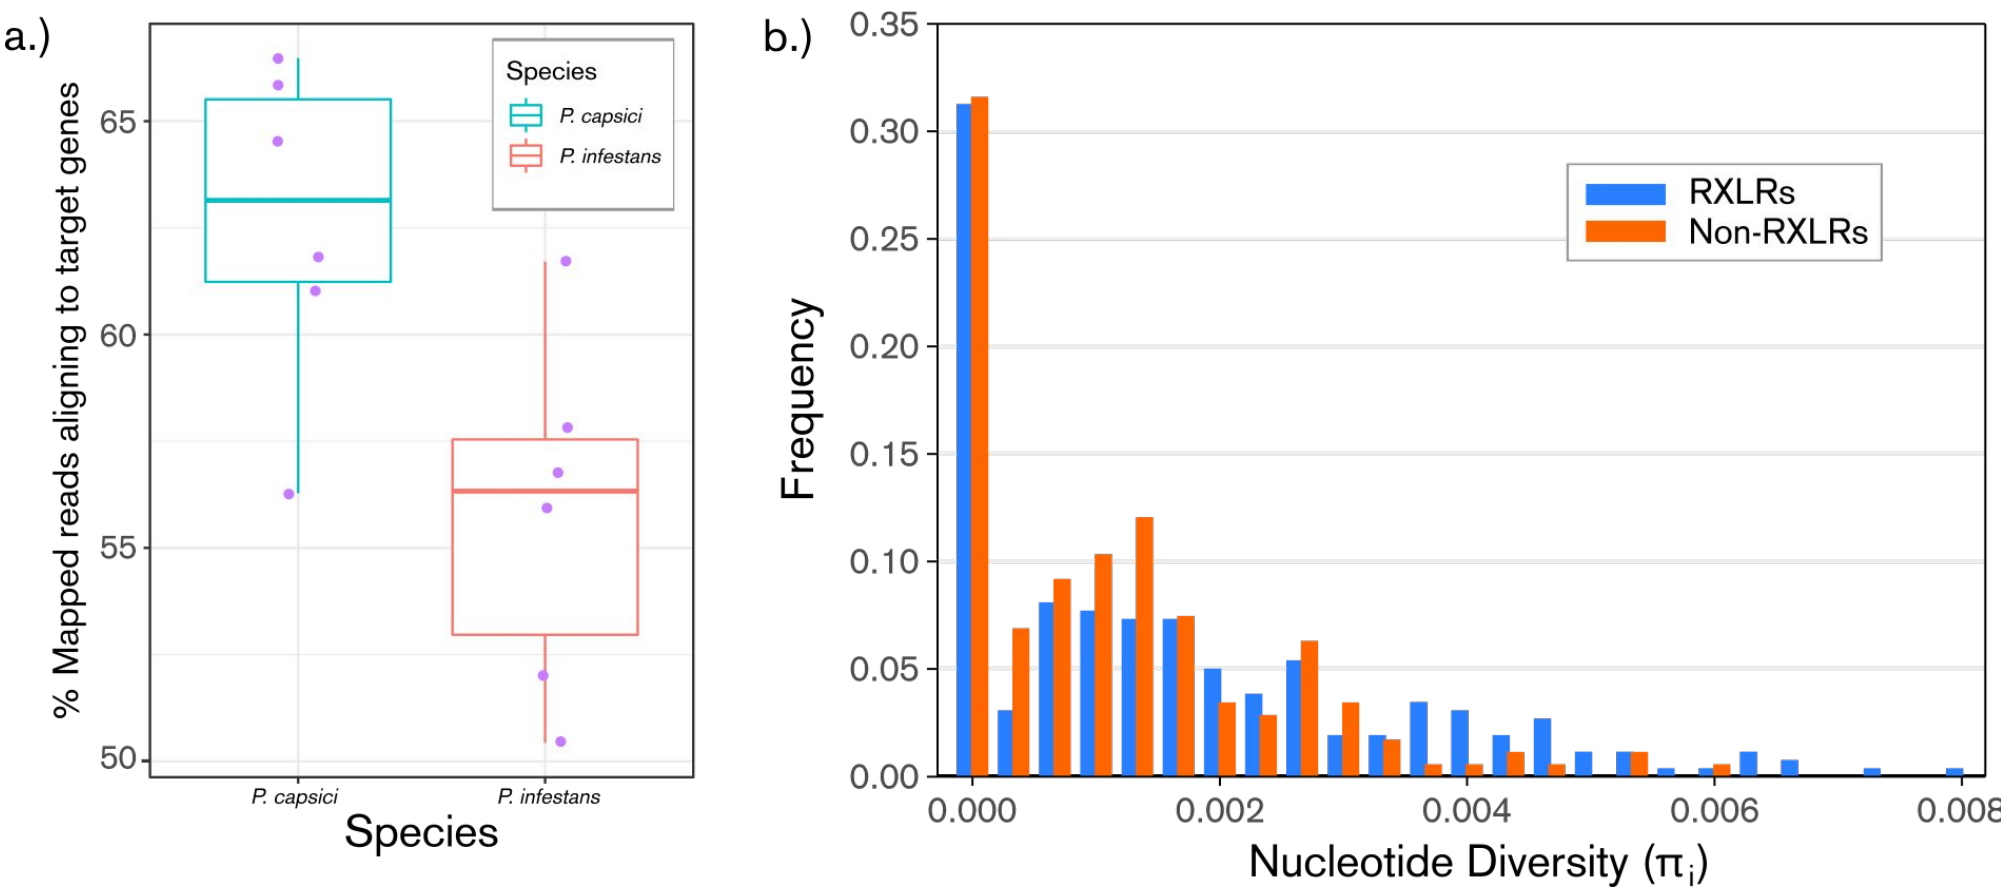 a.)
% Mapped reads aligning to target genes
65
60
55
50
Species
P. capsici
P. infestans
P. capsici
P. infestans
Species
b.)
Frequency
0.35
0.30
0.25
0.20
0.15
0.10
0.05
0.00
RXLRs
Non-RXLRs
0.000
0.002
0.004
0.006
0.008
Nucleotide Diversity (π i)